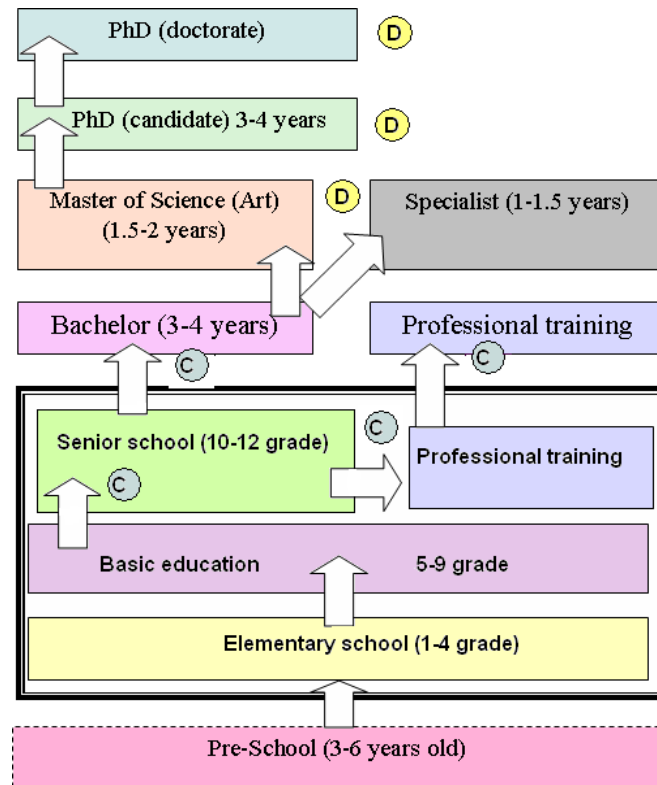 PhD (doctorate)
D
PhD (candidate) 3-4 years
D
Master of Science (Art)
(1.5-2 years)
D
Specialist (1-1.5 years)
Bachelor (3-4 years)
Professional training
C
C
Senior school (10-12 grade)
C
Professional training
C
Basic education 5-9 grade
Elementary school (1-4 grade)
Pre-School (3-6 years old)